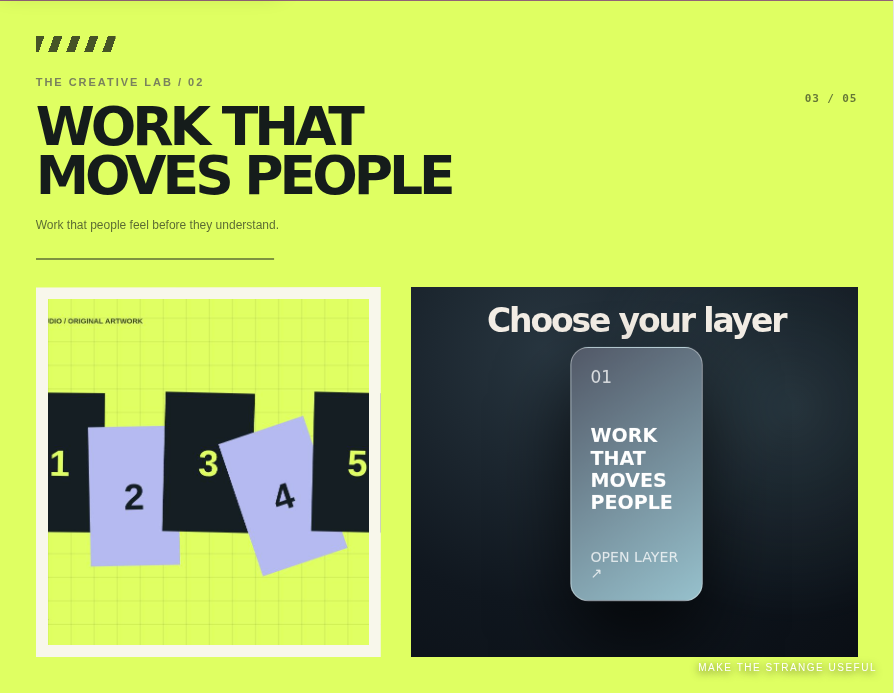 THE CREATIVE LAB / 02
03 / 05
WORK THAT
MOVES PEOPLE
Work that people feel before they understand.
/ ORIGINAL ARTWORK
1
2
3
4
5
Choose your layer
01
WORK
THAT
MOVES
PEOPLE
OPEN LAYER
↗
MAKE THE STRANGE USEFUL